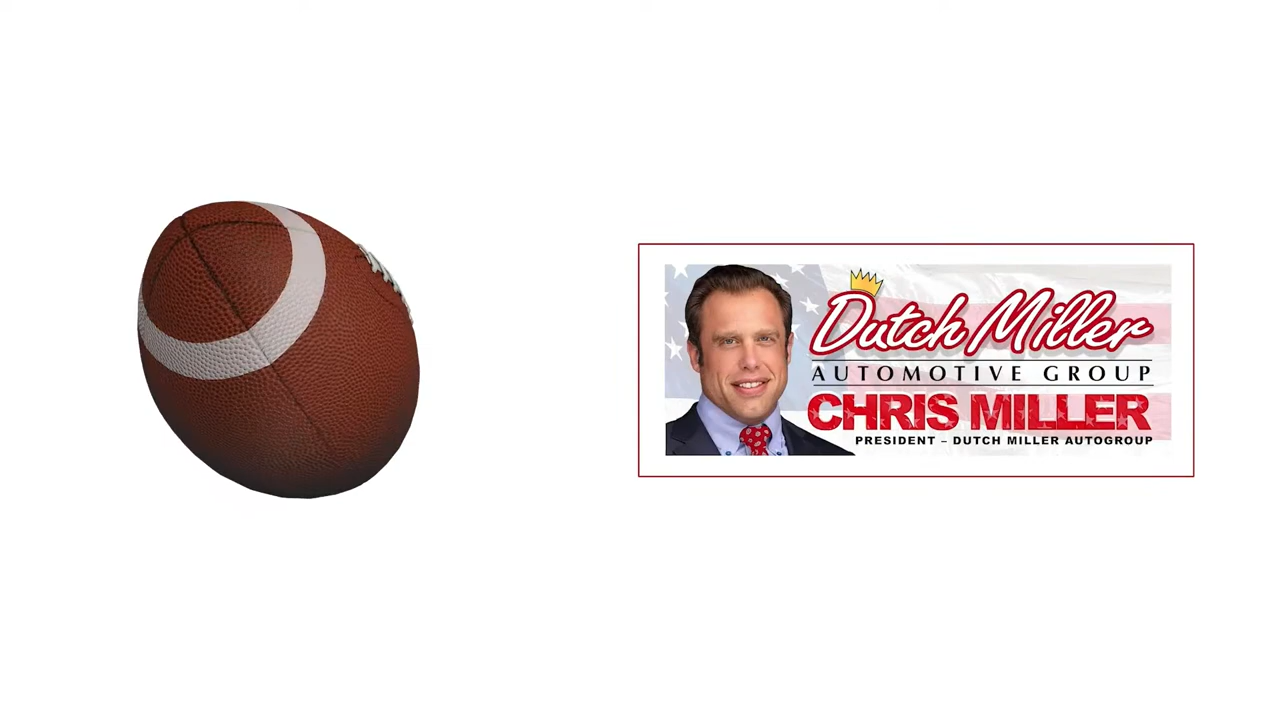 Dutch Miller
AUTOMOTIVE GROUP
CHRIS MILLER
PRESIDENT – DUTCH MILLER AUTOGROUP